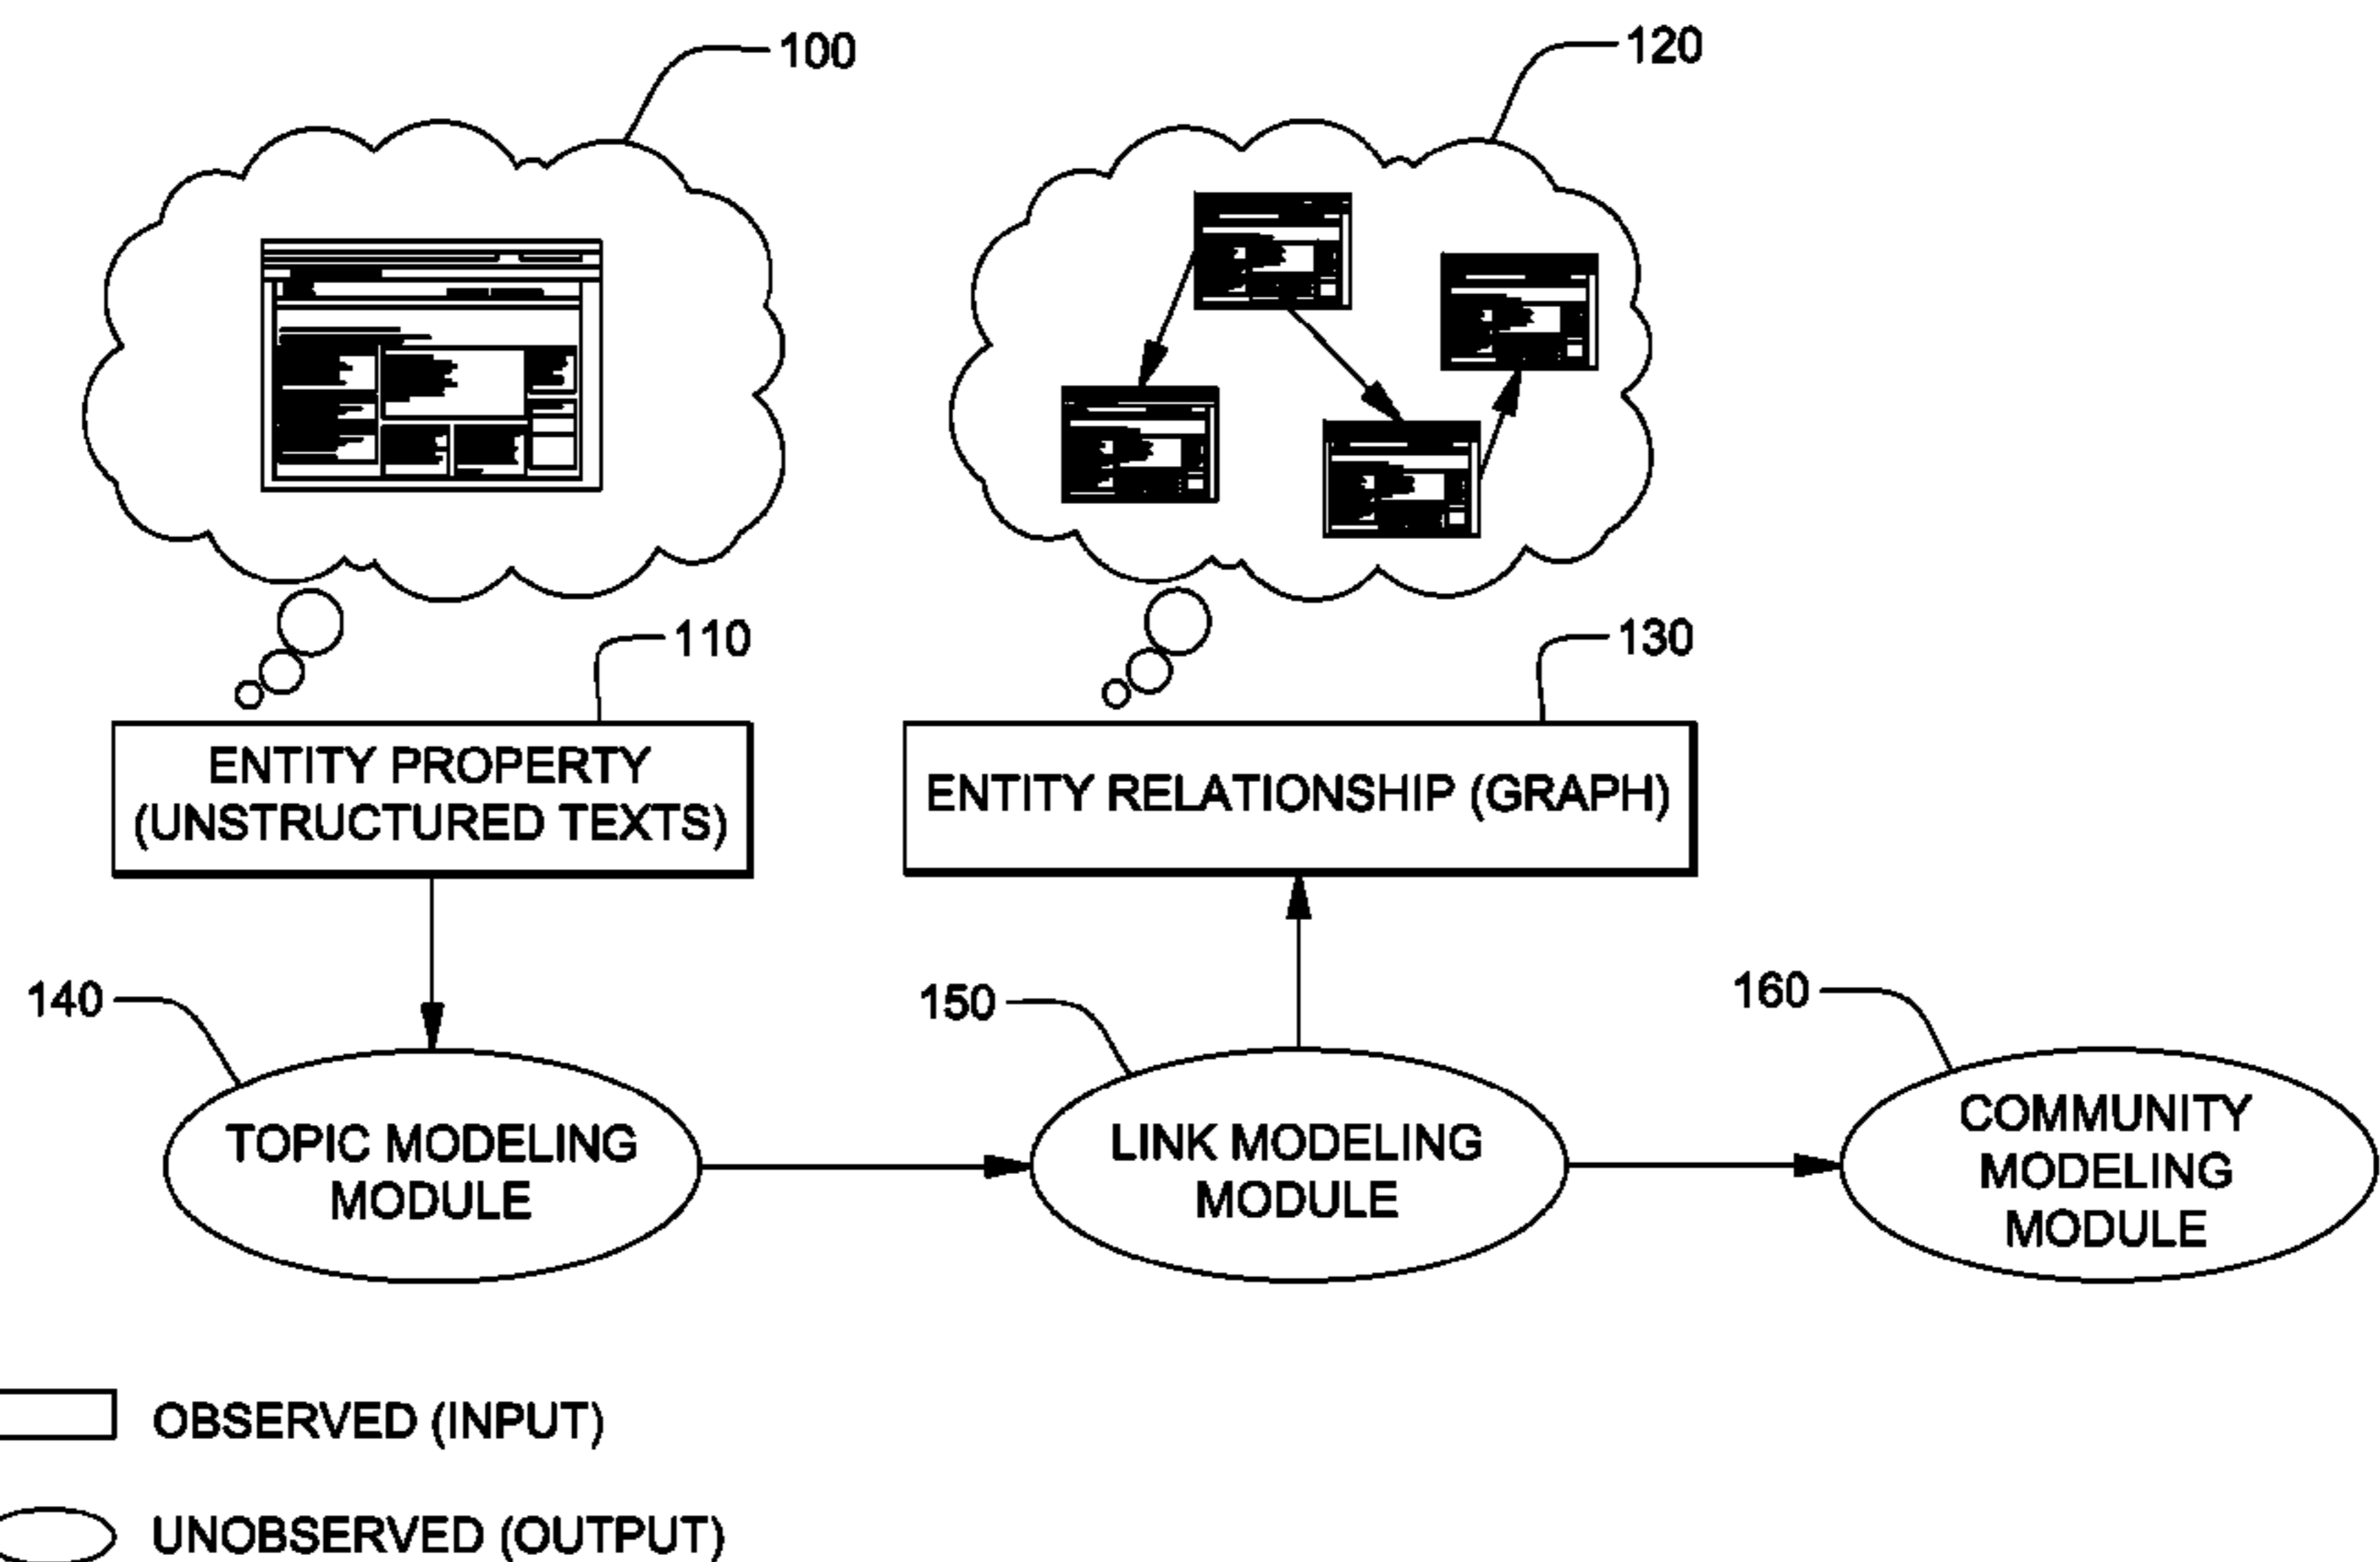 100
120
110
130
ENTITY PROPERTY
(UNSTRUCTURED TEXTS)
ENTITY RELATIONSHIP (GRAPH)
140
150
160
TOPIC MODELING
MODULE
LINK MODELING
MODULE
COMMUNITY
MODELING
MODULE
OBSERVED (INPUT)
UNOBSERVED (OUTPUT)